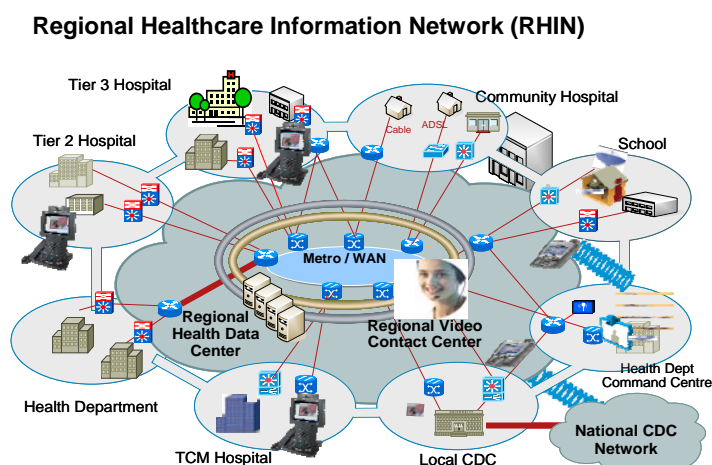 Regional Healthcare Information Network (RHIN)
Tier 3 Hospital
Community Hospital
Cable
ADSL
Tier 2 Hospital
School
Metro / WAN
Regional
Health Data
Center
Regional Video
Contact Center
Health Dept
Command Centre
Health Department
TCM Hospital
Local CDC
National CDC
Network